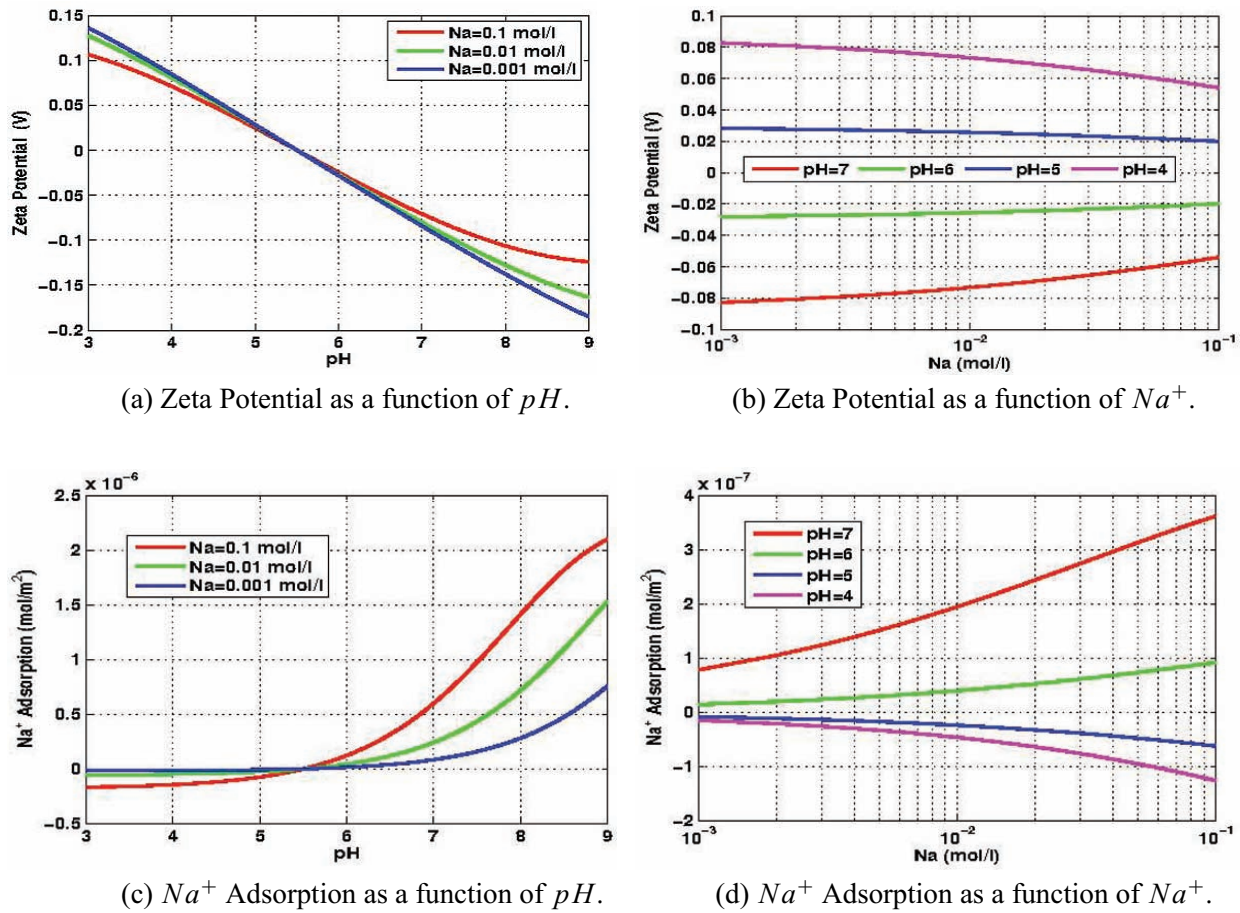 Zeta Potential (V)
0.15
0.1
0.05
0
−0.05
−0.1
−0.15
−0.2
Na=0.1 mol/l
Na=0.01 mol/l
Na=0.001 mol/l
3 4 5 6 7 8 9
pH
(a) Zeta Potential as a function of pH.
Zeta Potential (V)
0.1
0.08
0.06
0.04
0.02
0
−0.02
−0.04
−0.06
−0.08
−0.1
pH=7 pH=6 pH=5 pH=4
10⁻³ 10⁻² 10⁻¹
Na (mol/l)
(b) Zeta Potential as a function of Na⁺.
x 10⁻⁶
Na⁺ Adsorption (mol/m²)
2.5
2
1.5
1
0.5
0
−0.5
Na=0.1 mol/l
Na=0.01 mol/l
Na=0.001 mol/l
3 4 5 6 7 8 9
pH
(c) Na⁺ Adsorption as a function of pH.
x 10⁻⁷
Na⁺ Adsorption (mol/m²)
4
3
2
1
0
−1
−2
pH=7
pH=6
pH=5
pH=4
10⁻³ 10⁻² 10⁻¹
Na (mol/l)
(d) Na⁺ Adsorption as a function of Na⁺.